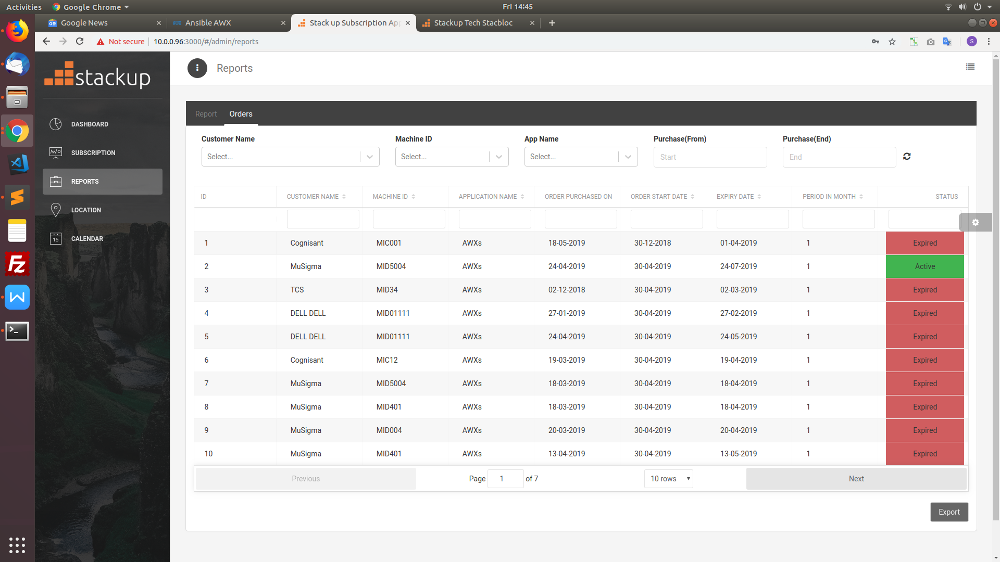 Activities Google Chrome Fri 14:45
Google News Ansible AWX Stack up Subscription App Stackup Tech Stacbloc
Not secure 10.0.0.96:3000/#/admin/reports S
stackup
DASHBOARD
SUBSCRIPTION
REPORTS
LOCATION
15 CALENDAR
Reports
Report Orders
Customer Name Machine ID App Name Purchase(From) Purchase(End)
Select... Select... Select... Start End
ID CUSTOMER NAME MACHINE ID APPLICATION NAME ORDER PURCHASED ON ORDER START DATE EXPIRY DATE PERIOD IN MONTH STATUS
1 Cognisant MIC001 AWXs 18-05-2019 30-12-2018 01-04-2019 1 Expired
2 MuSigma MID5004 AWXs 24-04-2019 30-04-2019 24-07-2019 1 Active
3 TCS MID34 AWXs 02-12-2018 30-04-2019 02-03-2019 1 Expired
4 DELL DELL MID01111 AWXs 27-01-2019 30-04-2019 27-02-2019 1 Expired
5 DELL DELL MID01111 AWXs 24-04-2019 30-04-2019 24-05-2019 1 Expired
6 Cognisant MIC12 AWXs 19-03-2019 30-04-2019 19-04-2019 1 Expired
7 MuSigma MID5004 AWXs 18-03-2019 30-04-2019 18-04-2019 1 Expired
8 MuSigma MID401 AWXs 18-03-2019 30-04-2019 18-04-2019 1 Expired
9 MuSigma MID004 AWXs 20-03-2019 30-04-2019 20-04-2019 1 Expired
10 MuSigma MID401 AWXs 13-04-2019 30-04-2019 13-05-2019 1 Expired
Previous Page 1 of 7 10 rows Next
Export